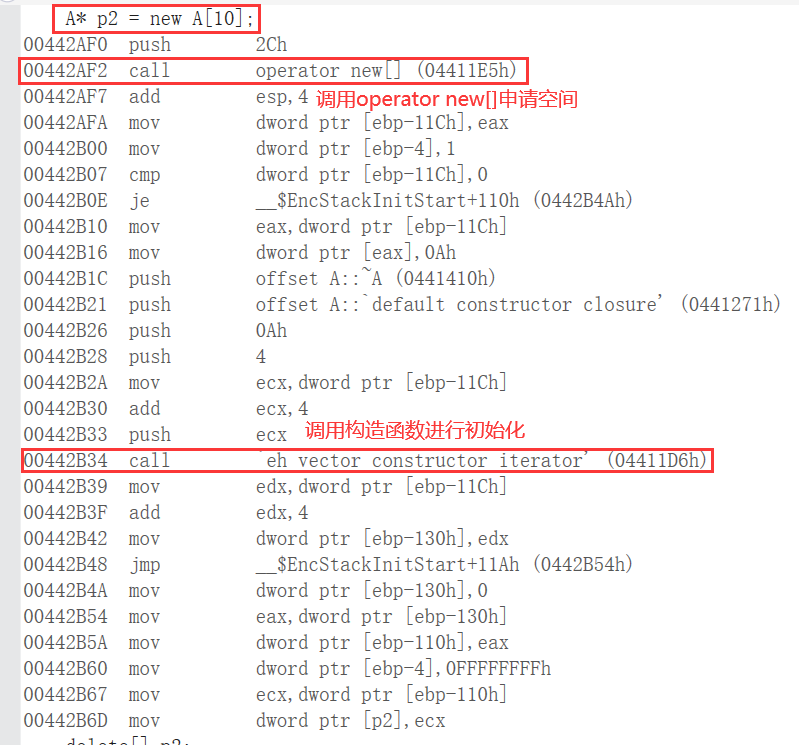 A* p2 = new A[10];
00442AF0 push 2Ch
00442AF2 call operator new[] (04411E5h)
00442AF7 add esp,4 调用operator new[]申请空间
00442AFA mov dword ptr [ebp-11Ch],eax
00442B00 mov dword ptr [ebp-4],1
00442B07 cmp dword ptr [ebp-11Ch],0
00442B0E je __$EncStackInitStart+110h (0442B4Ah)
00442B10 mov eax,dword ptr [ebp-11Ch]
00442B16 mov dword ptr [eax],0Ah
00442B1C push offset A::~A (0441410h)
00442B21 push offset A::`default constructor closure' (0441271h)
00442B26 push 0Ah
00442B28 push 4
00442B2A mov ecx,dword ptr [ebp-11Ch]
00442B30 add ecx,4
00442B33 push ecx 调用构造函数进行初始化
00442B34 call `eh vector constructor iterator' (04411D6h)
00442B39 mov edx,dword ptr [ebp-11Ch]
00442B3F add edx,4
00442B42 mov dword ptr [ebp-130h],edx
00442B48 jmp __$EncStackInitStart+11Ah (0442B54h)
00442B4A mov dword ptr [ebp-130h],0
00442B54 mov eax,dword ptr [ebp-130h]
00442B5A mov dword ptr [ebp-110h],eax
00442B60 mov dword ptr [ebp-4],0FFFFFFFFh
00442B67 mov ecx,dword ptr [ebp-110h]
00442B6D mov dword ptr [p2],ecx
delete[] p2;